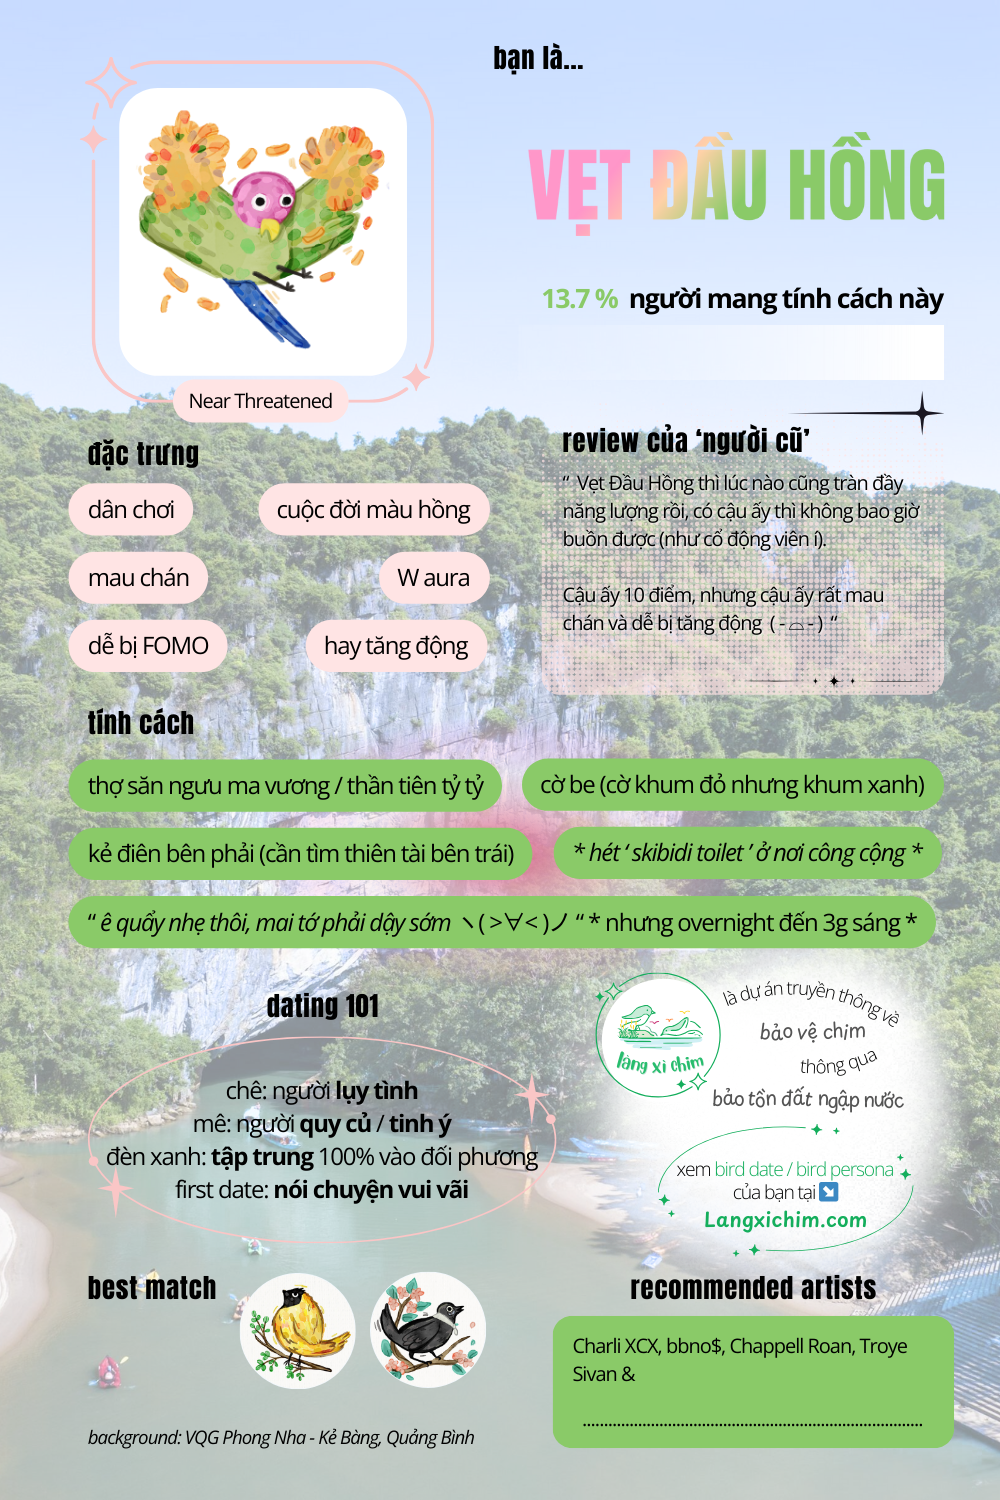 bạn là...
VẸT ĐẦU HỒNG
13.7 % người mang tính cách này
Near Threatened
đặc trưng
dân chơi
cuộc đời màu hồng
mau chán
W aura
dễ bị FOMO
hay tăng động
review của ‘người cũ’
“ Vẹt Đầu Hồng thì lúc nào cũng tràn đầy
năng lượng rồi, có cậu ấy thì không bao giờ
buồn được (như cổ động viên í).
Cậu ấy 10 điểm, nhưng cậu ấy rất mau
chán và dễ bị tăng động ( - ⌓ - ) “
tính cách
thợ săn ngưu ma vương / thần tiên tỷ tỷ
cờ be (cờ khum đỏ nhưng khum xanh)
kẻ điên bên phải (cần tìm thiên tài bên trái)
* hét ‘ skibidi toilet ’ ở nơi công cộng *
“ ê quẩy nhẹ thôi, mai tớ phải dậy sớm ヽ( >∀< )ノ “ * nhưng overnight đến 3g sáng *
dating 101
chê: người lụy tình
mê: người quy củ / tinh ý
đèn xanh: tập trung 100% vào đối phương
first date: nói chuyện vui vãi
làng xì chim
là dự án truyền thông về
bảo vệ chim
thông qua
bảo tồn đất ngập nước
xem bird date / bird persona
của bạn tại ↘
Langxichim.com
best match
recommended artists
Charli XCX, bbno$, Chappell Roan, Troye
Sivan &
................................................................................
background: VQG Phong Nha - Kẻ Bàng, Quảng Bình